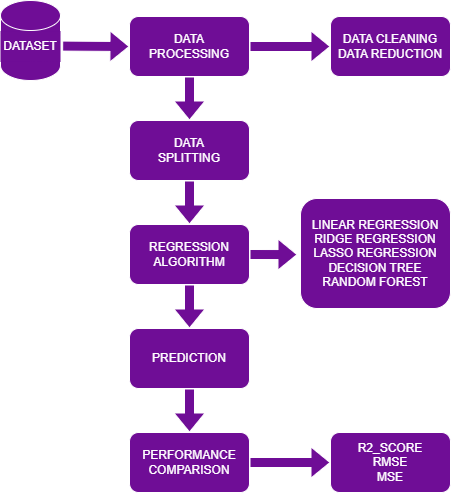 DATASET
DATA
PROCESSING
DATA CLEANING
DATA REDUCTION
DATA
SPLITTING
REGRESSION
ALGORITHM
LINEAR REGRESSION
RIDGE REGRESSION
LASSO REGRESSION
DECISION TREE
RANDOM FOREST
PREDICTION
PERFORMANCE
COMPARISON
R2_SCORE
RMSE
MSE